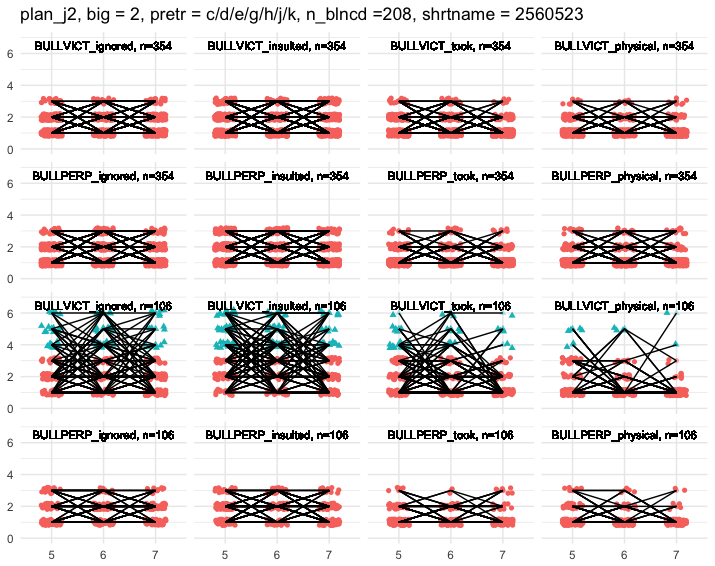 plan_j2, big = 2, pretr = c/d/e/g/h/j/k, n_blncd =208, shrtname = 2560523
BULLVICT_ignored, n=354 BULLVICT_insulted, n=354 BULLVICT_took, n=354 BULLVICT_physical, n=354
6
4
2
0
BULLPERP_ignored, n=354 BULLPERP_insulted, n=354 BULLPERP_took, n=354 BULLPERP_physical, n=354
6
4
2
0
BULLVICT_ignored, n=106 BULLVICT_insulted, n=106 BULLVICT_took, n=106 BULLVICT_physical, n=106
6
4
2
0
BULLPERP_ignored, n=106 BULLPERP_insulted, n=106 BULLPERP_took, n=106 BULLPERP_physical, n=106
6
4
2
0
5 6 7 5 6 7 5 6 7 5 6 7